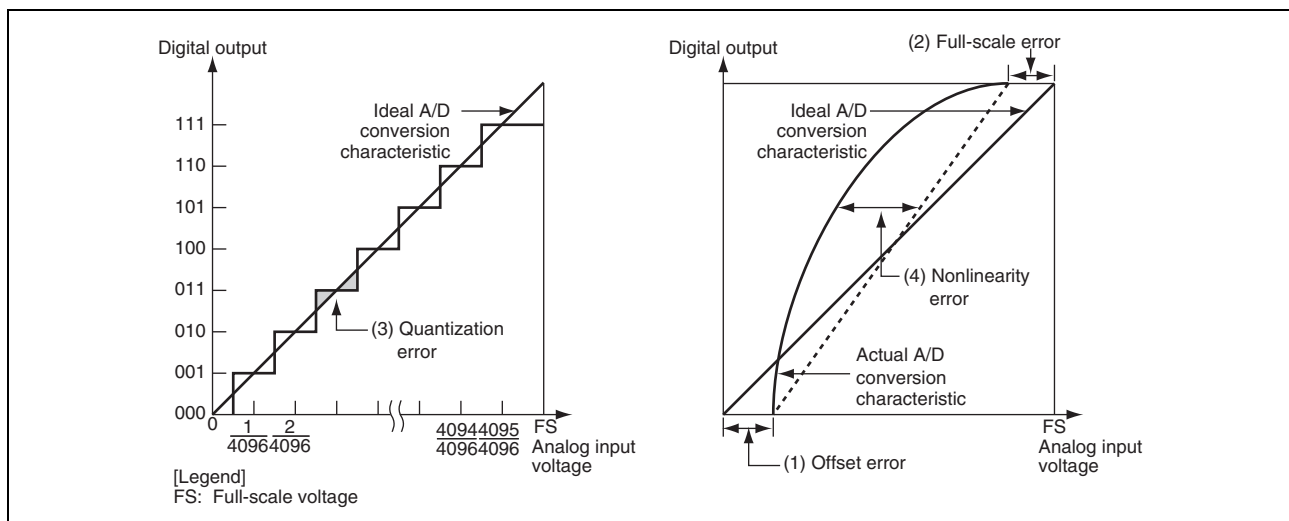 Digital output
Ideal A/D
conversion
characteristic
111
110
101
100
011
010
001
000
(3) Quantization
error
0
1
4096
2
4096
4094
4096
4095
4096
FS
Analog input
voltage
[Legend]
FS: Full-scale voltage
Digital output
(2) Full-scale error
Ideal A/D
conversion
characteristic
(4) Nonlinearity
error
Actual A/D
conversion
characteristic
FS
Analog input
voltage
(1) Offset error